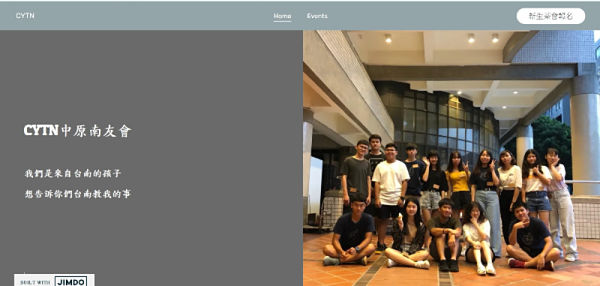 CYTN
Home
Events
新生茶會報名
CYTN中原南友會
我們是來自台南的孩子
想告訴你們台南教我的事
BUILT WITH JIMDO